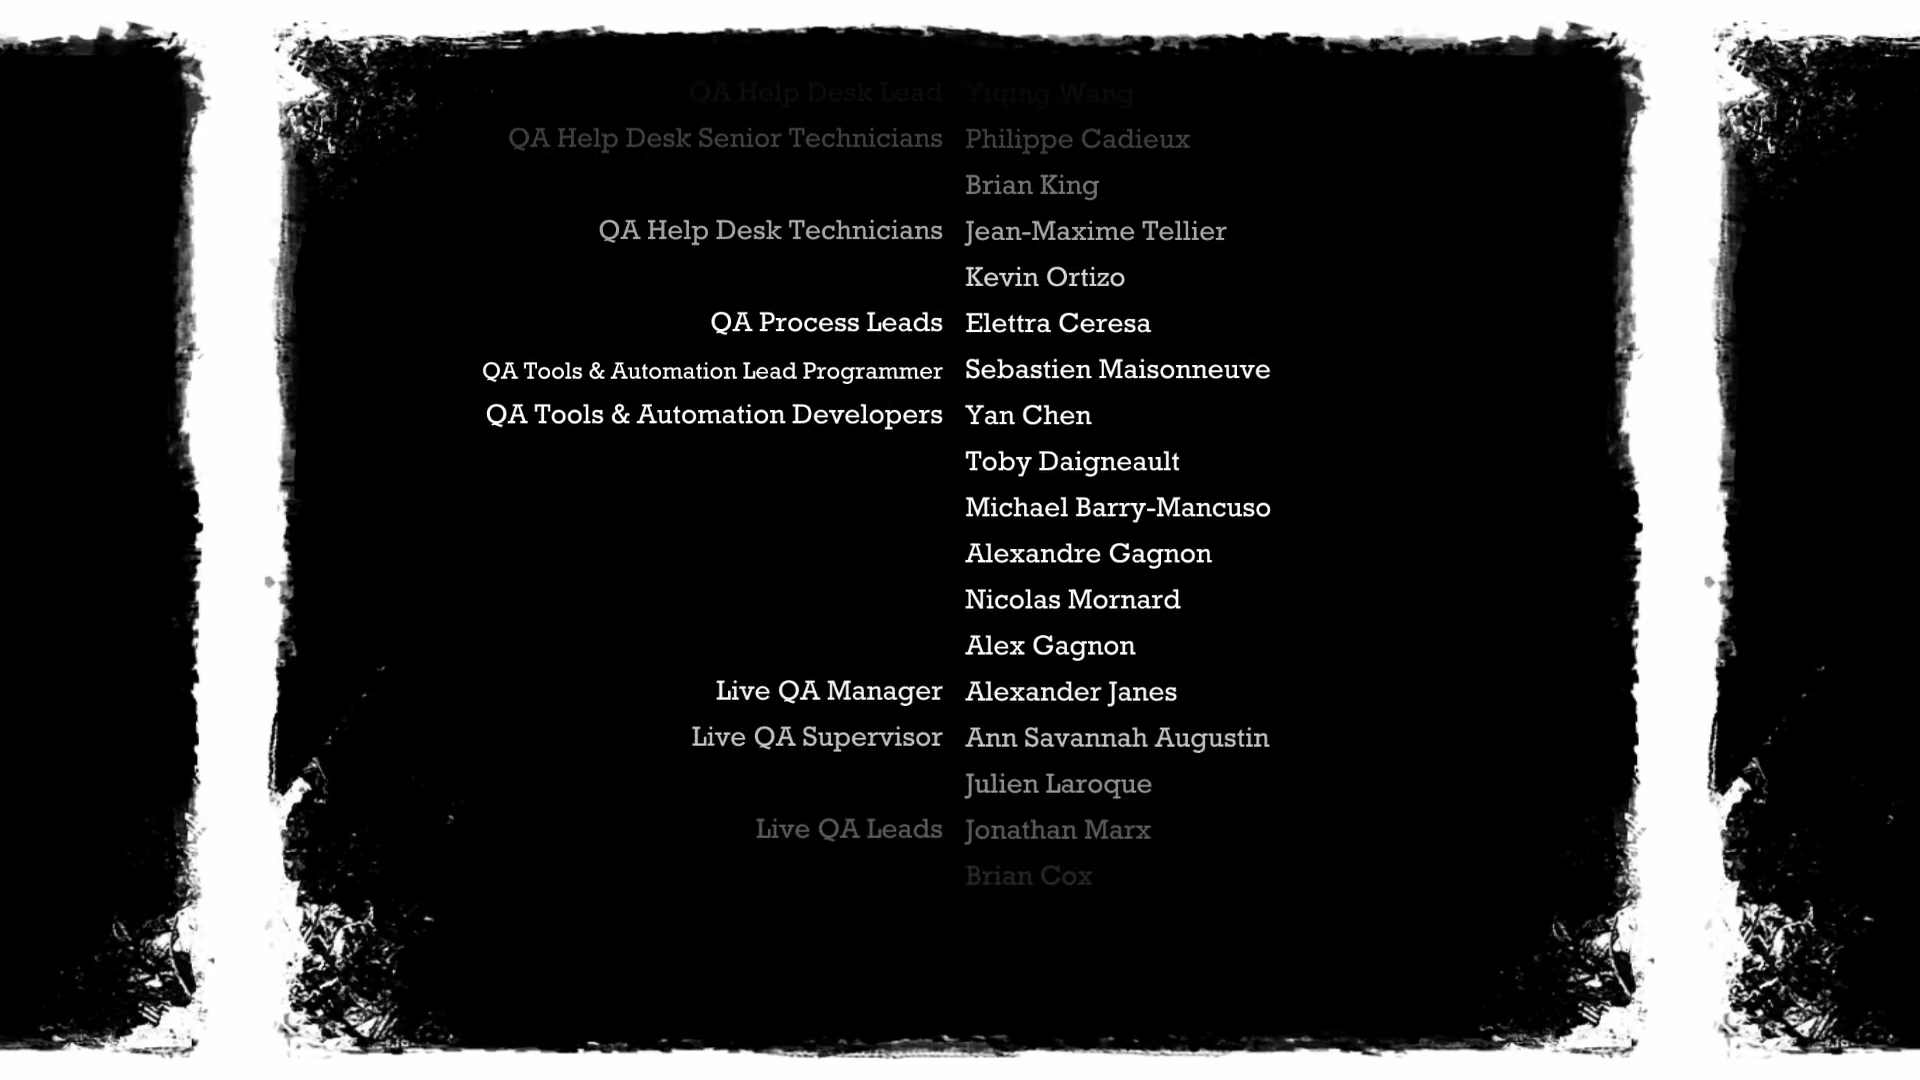 QA Help Desk Lead Yiqing Wang
QA Help Desk Senior Technicians Philippe Cadieux
Brian King
QA Help Desk Technicians Jean-Maxime Tellier
Kevin Ortizo
QA Process Leads Elettra Ceresa
QA Tools & Automation Lead Programmer Sebastien Maisonneuve
QA Tools & Automation Developers Yan Chen
Toby Daigneault
Michael Barry-Mancuso
Alexandre Gagnon
Nicolas Mornard
Alex Gagnon
Live QA Manager Alexander Janes
Live QA Supervisor Ann Savannah Augustin
Julien Laroque
Live QA Leads Jonathan Marx
Brian Cox